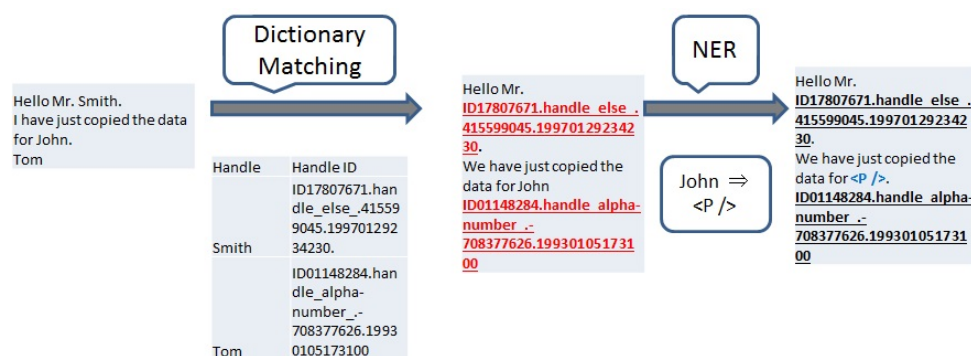 Dictionary
Matching
NER
Hello Mr. Smith.
I have just copied the data
for John.
Tom
Handle Handle ID
ID17807671.han
dle_else_.41559
9045.199701292
Smith 34230.
ID01148284.han
dle_alpha-
number_.-
708377626.1993
Tom 0105173100
Hello Mr.
ID17807671.handle_else_.
415599045.199701292342
30.
We have just copied the
data for John
ID01148284.handle_alpha-
number_.-
708377626.199301051731
00
John ⇒
<P />
Hello Mr.
ID17807671.handle_else_.
415599045.199701292342
30.
We have just copied the
data for <P />.
ID01148284.handle_alpha-
number_.-
708377626.199301051731
00